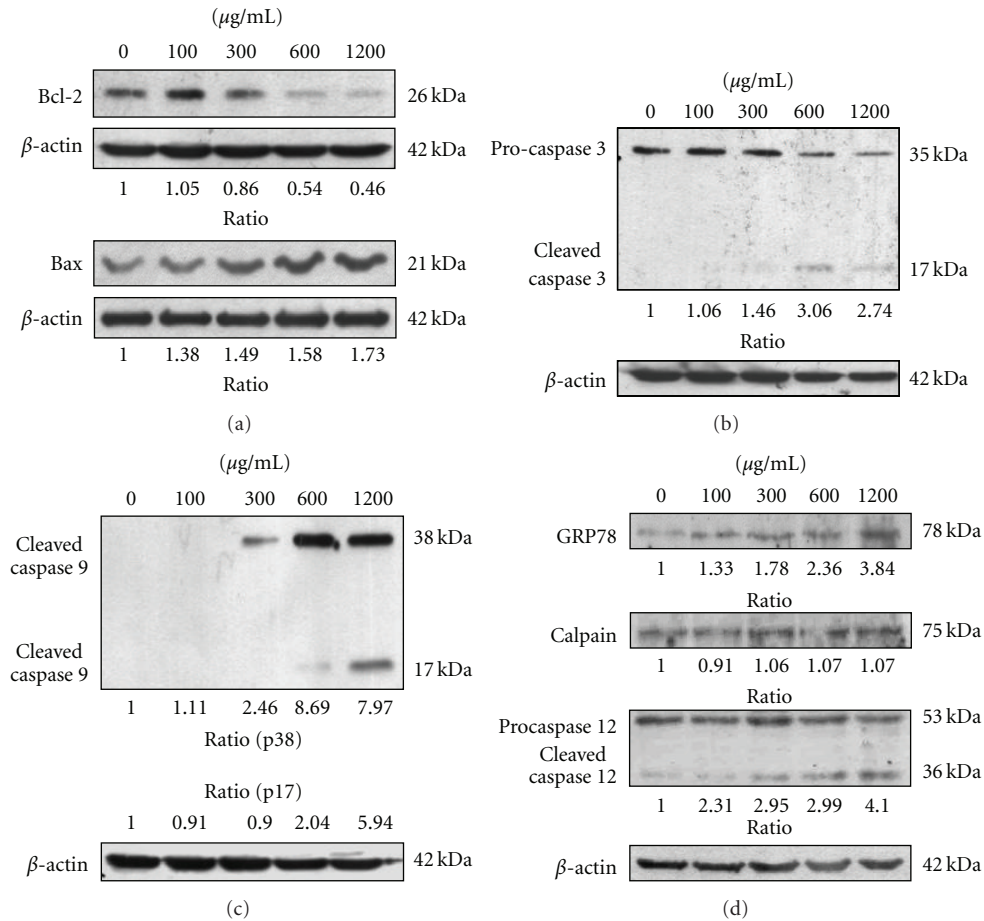 (μg/mL)
0 100 300 600 1200
Bcl-2 26 kDa
β-actin 42 kDa
1 1.05 0.86 0.54 0.46
Ratio
Bax 21 kDa
β-actin 42 kDa
1 1.38 1.49 1.58 1.73
Ratio
(a)
(μg/mL)
0 100 300 600 1200
Pro-caspase 3 35 kDa
Cleaved
caspase 3 17 kDa
1 1.06 1.46 3.06 2.74
Ratio
β-actin 42 kDa
(b)
(μg/mL)
0 100 300 600 1200
Cleaved
caspase 9 38 kDa
Cleaved
caspase 9 17 kDa
1 1.11 2.46 8.69 7.97
Ratio (p38)
Ratio (p17)
1 0.91 0.9 2.04 5.94
β-actin 42 kDa
(c)
(μg/mL)
0 100 300 600 1200
GRP78 78 kDa
1 1.33 1.78 2.36 3.84
Ratio
Calpain 75 kDa
1 0.91 1.06 1.07 1.07
Ratio
Procaspase 12 53 kDa
Cleaved
caspase 12 36 kDa
1 2.31 2.95 2.99 4.1
Ratio
β-actin 42 kDa
(d)